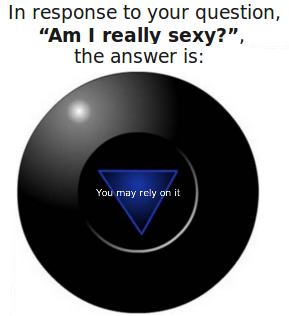 In response to your question,
“Am I really sexy?”,
the answer is:
You may rely on it